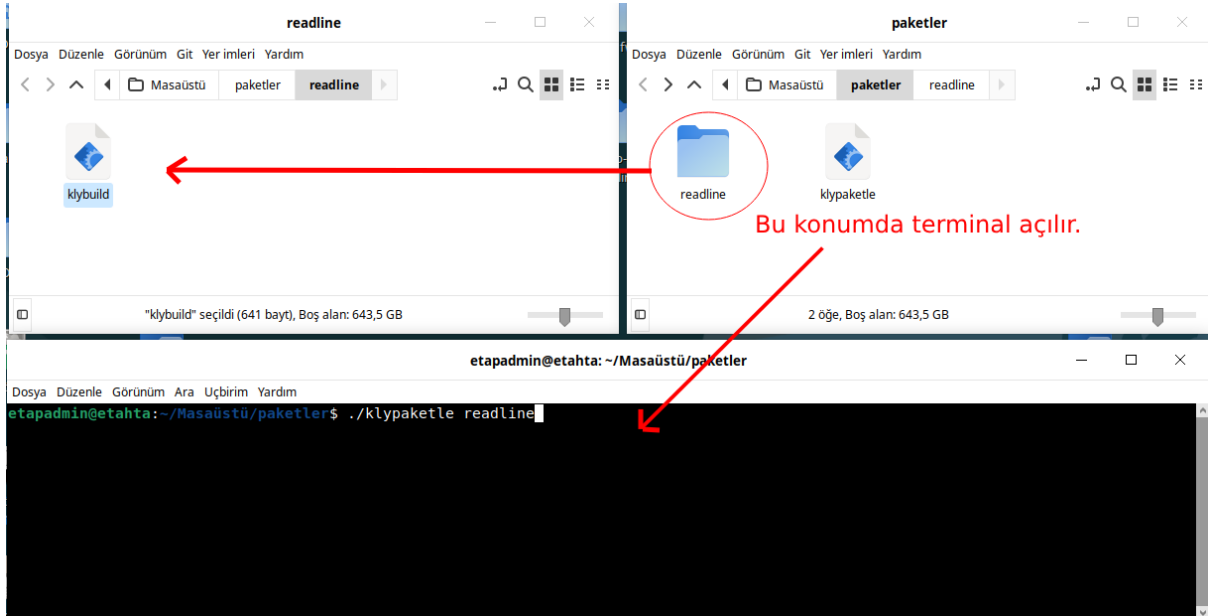 readline
Dosya Düzenle Görünüm Git Yer imleri Yardım
Masaüstü paketler readline
klybuild
"klybuild" seçildi (641 bayt), Boş alan: 643,5 GB
paketler
Dosya Düzenle Görünüm Git Yer imleri Yardım
Masaüstü paketler readline
readline klypaketle
Bu konumda terminal açılır.
2 öğe, Boş alan: 643,5 GB
etapadmin@etahta: ~/Masaüstü/paketler
Dosya Düzenle Görünüm Ara Uçbirim Yardım
etapadmin@etahta:~/Masaüstü/paketler$ ./klypaketle readline